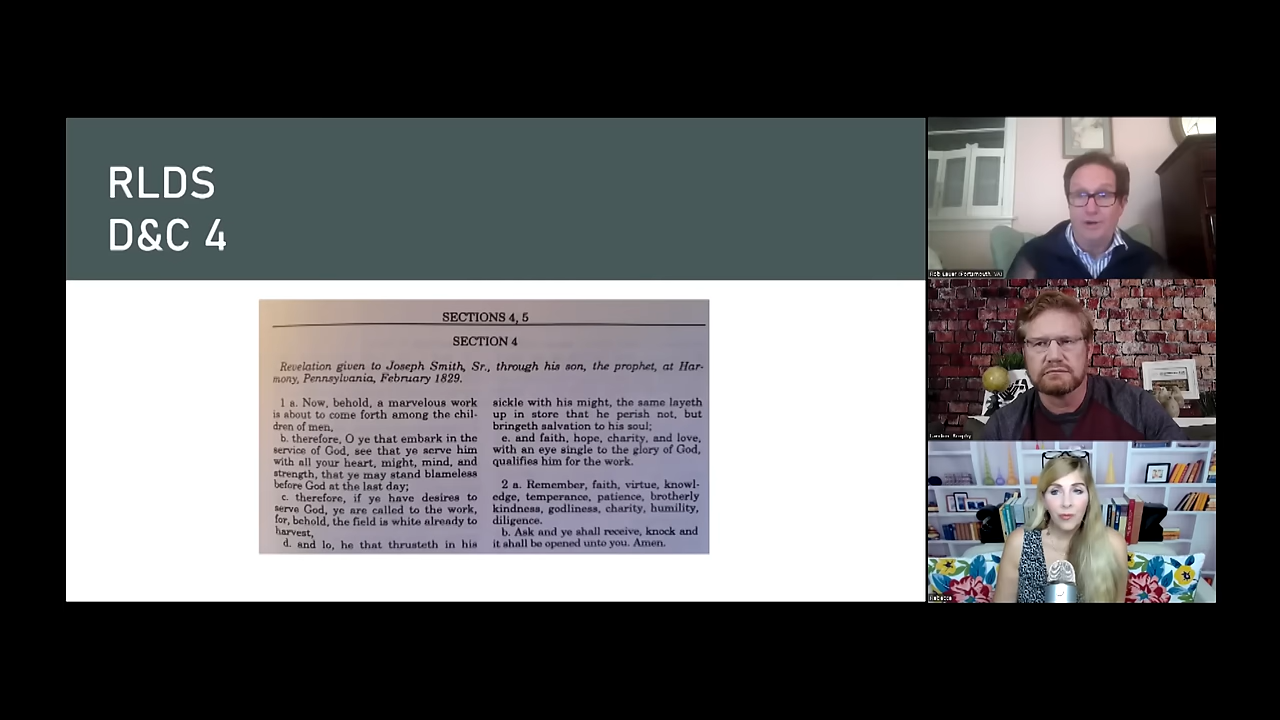 RLDS
D&C 4
SECTIONS 4, 5
SECTION 4
Revelation given to Joseph Smith, Sr., through his son, the prophet, at Har-
mony, Pennsylvania, February 1829.
1 a. Now, behold, a marvelous work
is about to come forth among the chil-
dren of men,
b. therefore, O ye that embark in the
service of God, see that ye serve him
with all your heart, might, mind, and
strength, that ye may stand blameless
before God at the last day;
c. therefore, if ye have desires to
serve God, ye are called to the work,
for, behold, the field is white already to
harvest,
d. and lo, he that thrusteth in his
sickle with his might, the same layeth
up in store that he perish not, but
bringeth salvation to his soul;
e. and faith, hope, charity, and love,
with an eye single to the glory of God,
qualifies him for the work.
2 a. Remember, faith, virtue, knowl-
edge, temperance, patience, brotherly
kindness, godliness, charity, humility,
diligence.
b. Ask and ye shall receive, knock and
it shall be opened unto you. Amen.
Rob Lauer (Portsmouth, VA)
Rebecca